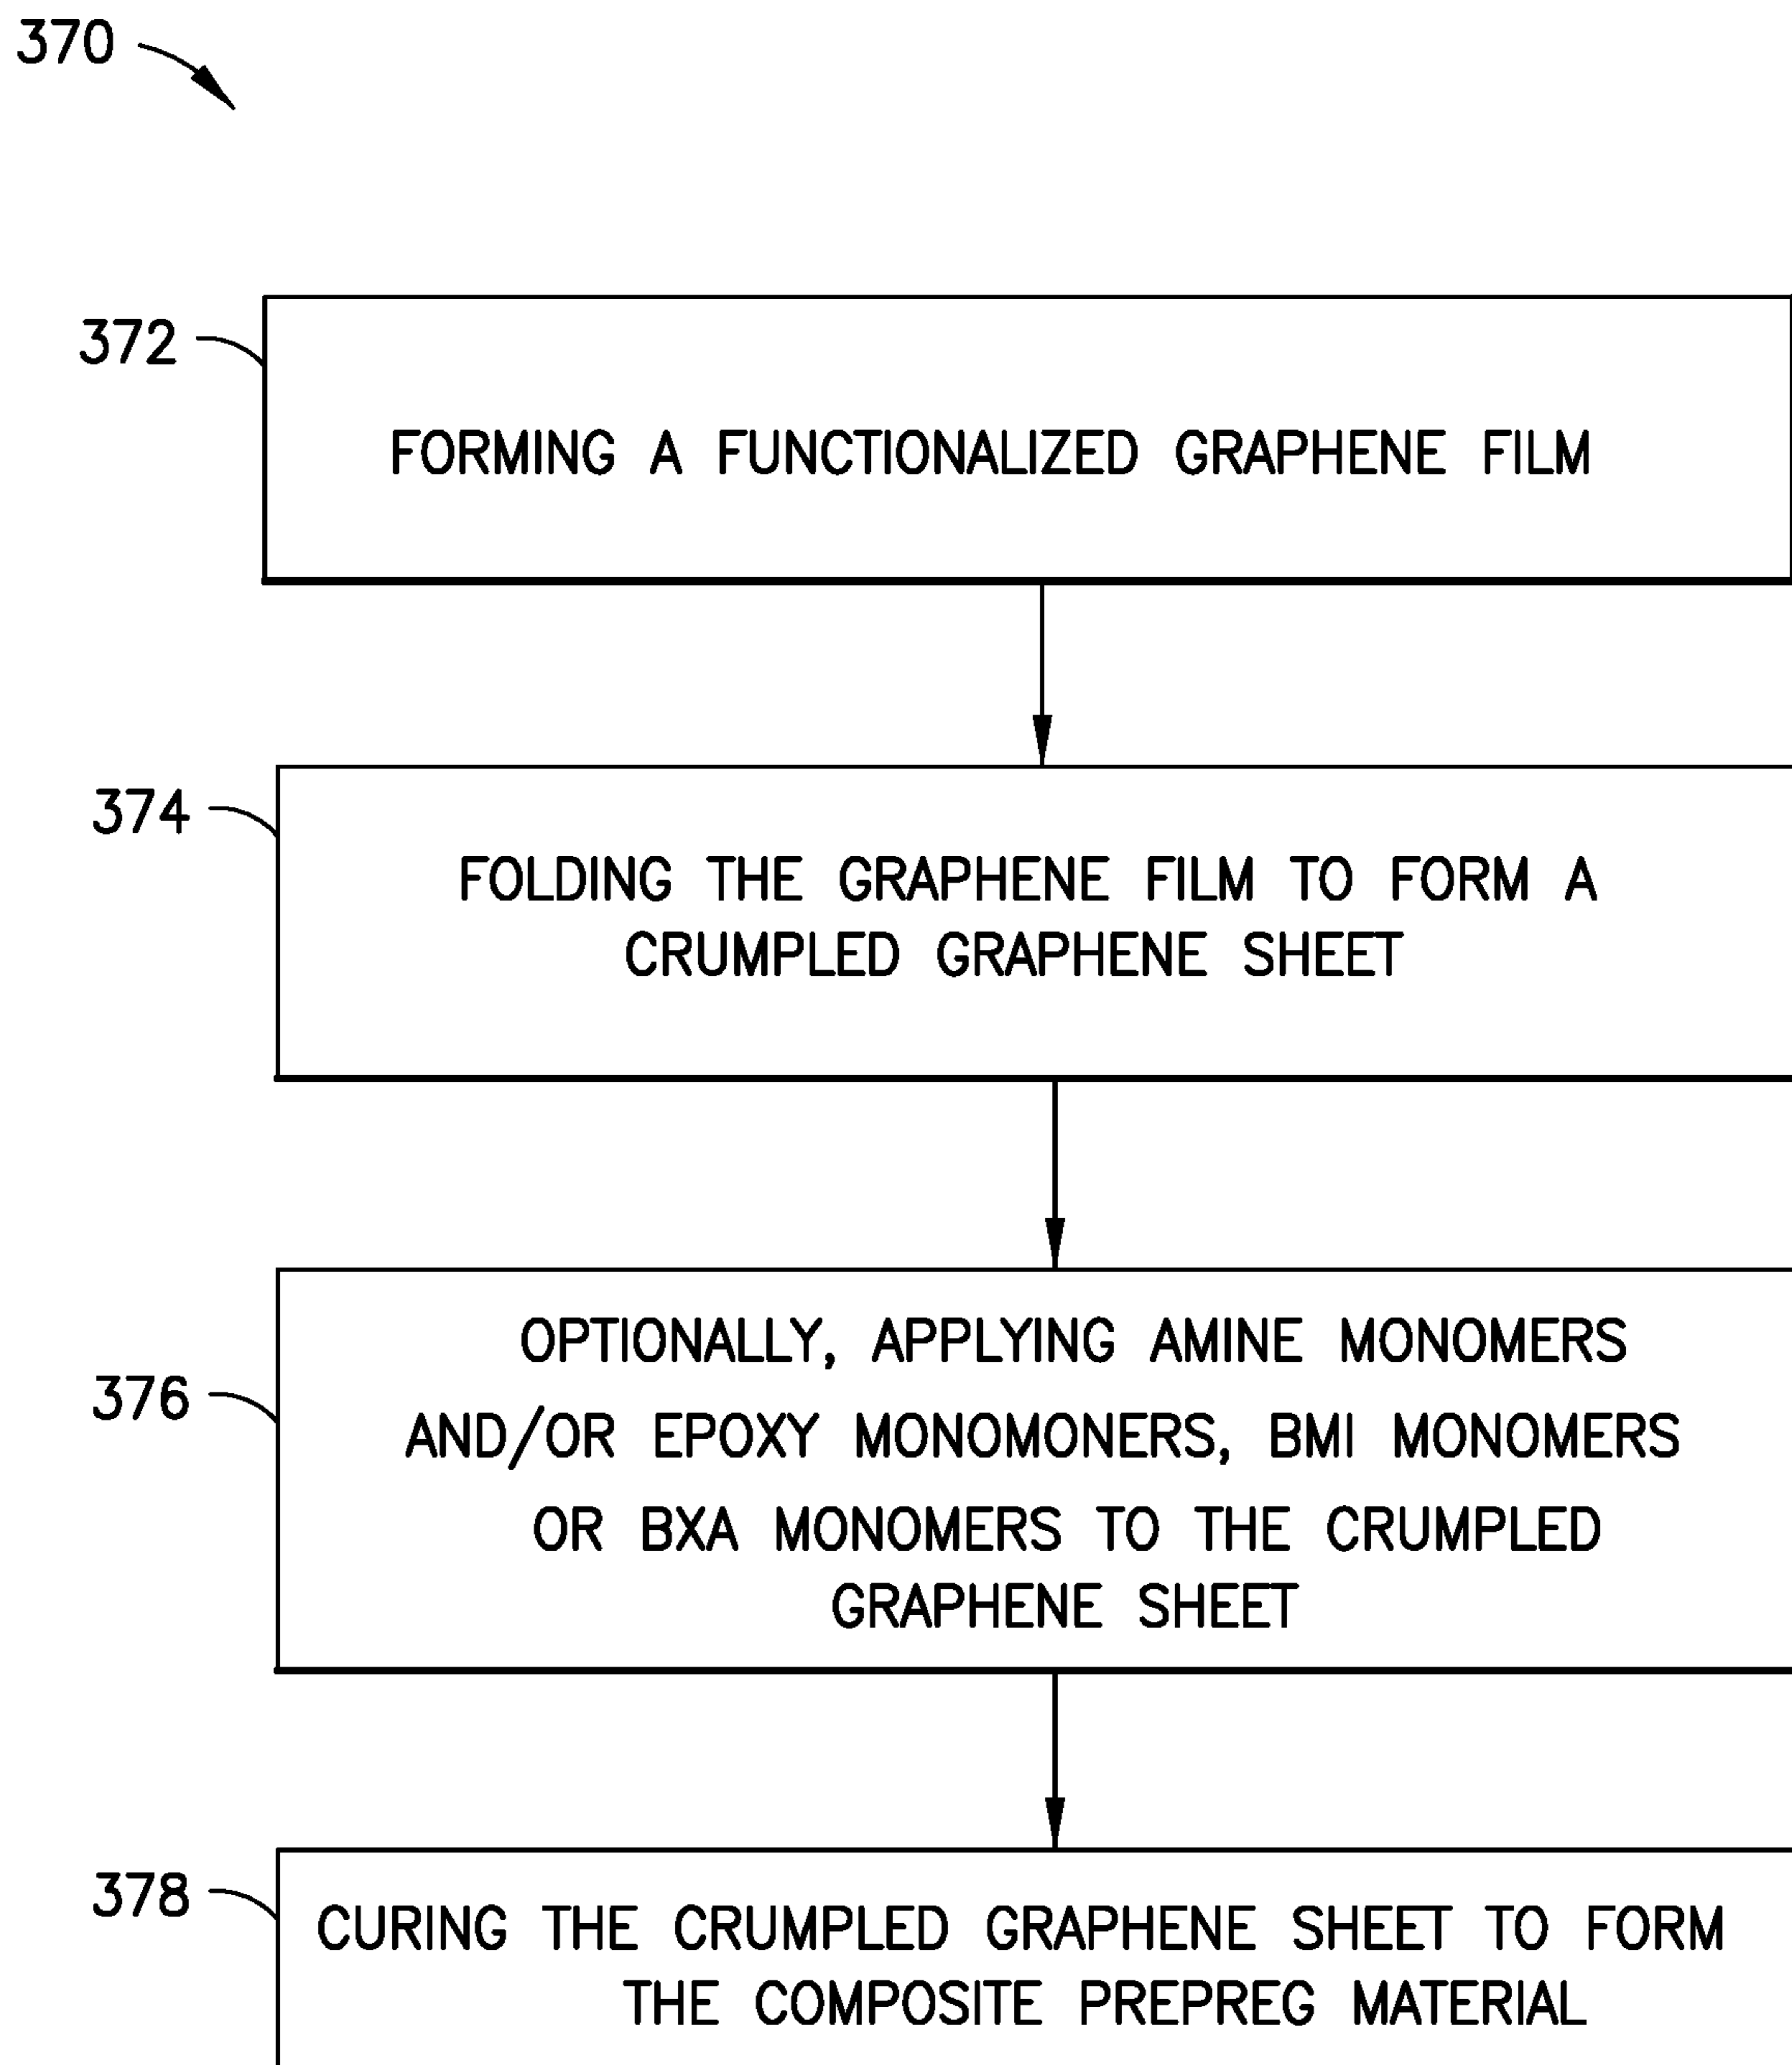 370
372
FORMING A FUNCTIONALIZED GRAPHENE FILM
374
FOLDING THE GRAPHENE FILM TO FORM A
CRUMPLED GRAPHENE SHEET
376
OPTIONALLY, APPLYING AMINE MONOMERS
AND/OR EPOXY MONOMONERS, BMI MONOMERS
OR BXA MONOMERS TO THE CRUMPLED
GRAPHENE SHEET
378
CURING THE CRUMPLED GRAPHENE SHEET TO FORM
THE COMPOSITE PREPREG MATERIAL